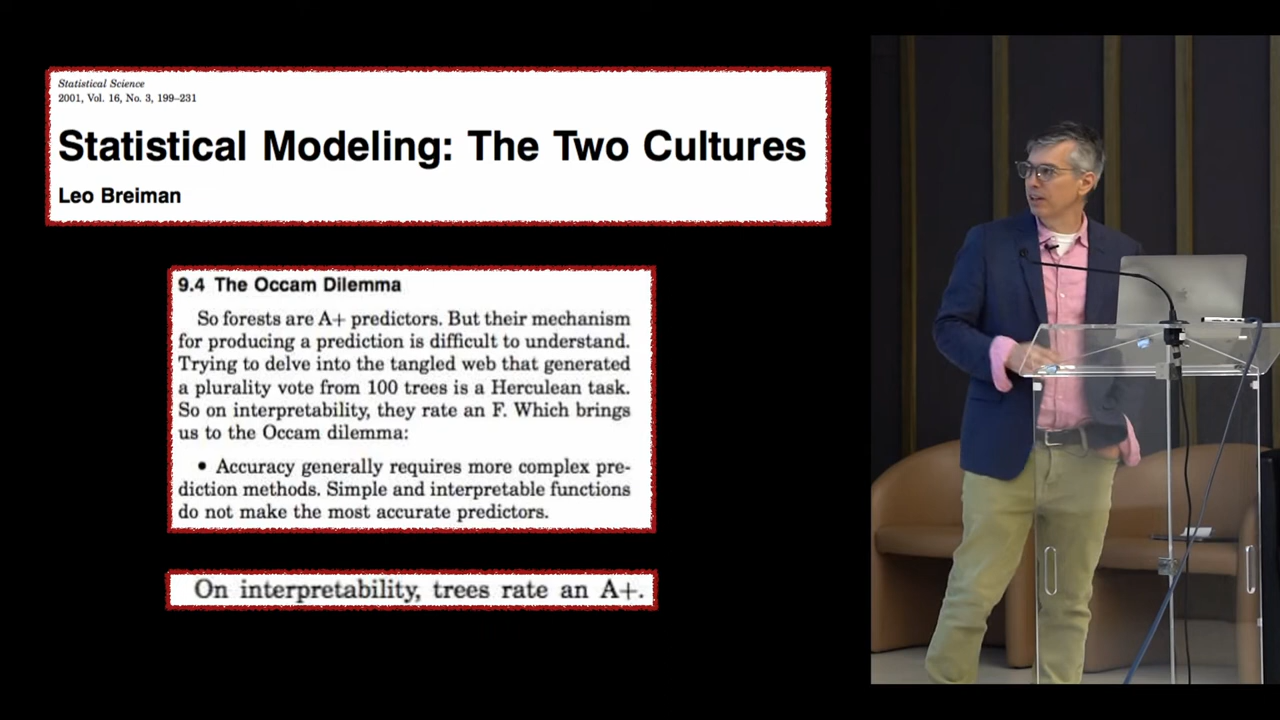 Statistical Science
2001, Vol. 16, No. 3, 199–231
Statistical Modeling: The Two Cultures
Leo Breiman
9.4 The Occam Dilemma
So forests are A+ predictors. But their mechanism
for producing a prediction is difficult to understand.
Trying to delve into the tangled web that generated
a plurality vote from 100 trees is a Herculean task.
So on interpretability, they rate an F. Which brings
us to the Occam dilemma:
• Accuracy generally requires more complex pre-
diction methods. Simple and interpretable functions
do not make the most accurate predictors.
On interpretability, trees rate an A+.